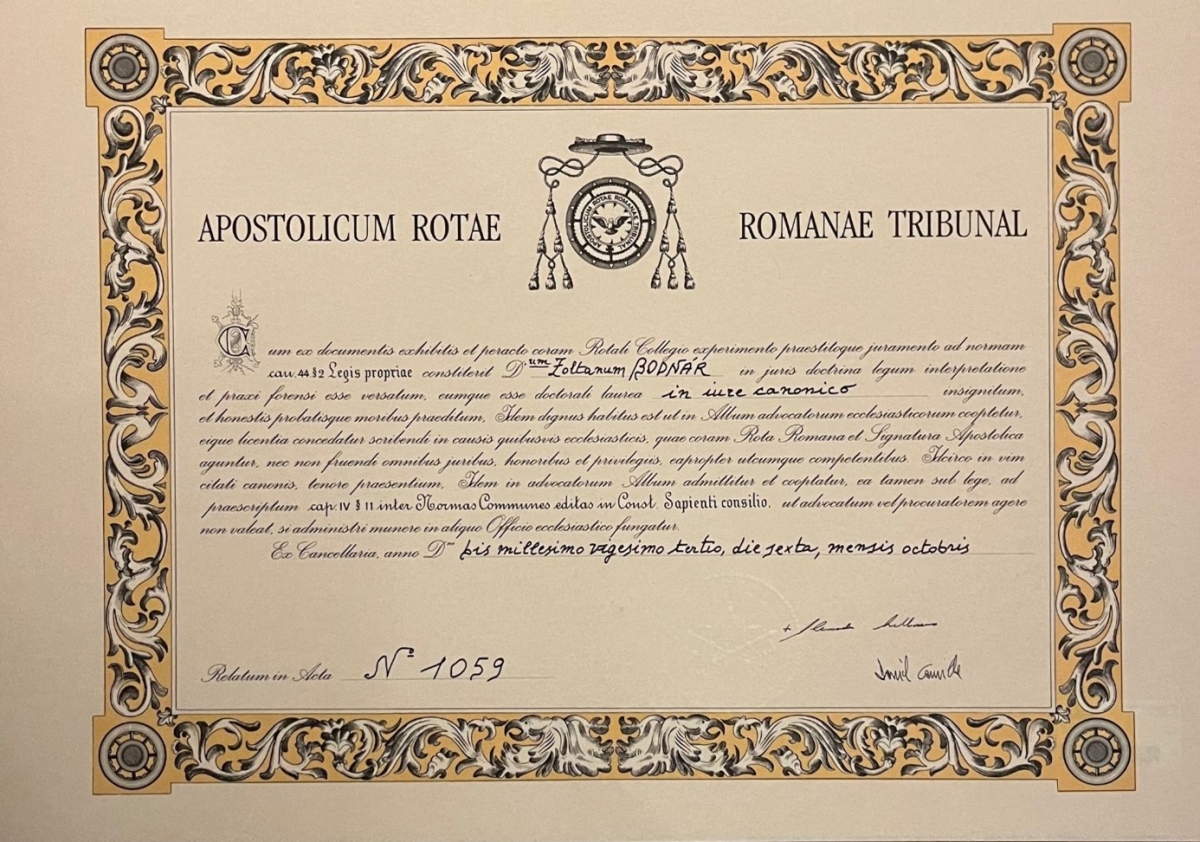 APOSTOLICUM ROTAE ROMANAE TRIBUNAL
APOSTOLICUM ROTAE ROMANAE TRIBUNAL
Cum ex documentis exhibitis et peracto coram Rotali Collegio experimento praestitoque juramento ad normam
can. 44 § 2 Legis propriae constiterit D.um Zoltanum BODNÁR in juris doctrina legum interpretatione
et praxi forensi esse versatum, eumque esse doctorali laurea in iure canonico insignitum,
et honestis probatisque moribus praeditum, Idem dignus habitus est ut in Album advocatorum ecclesiasticorum cooptetur,
eique licentia concedatur scribendi in causis quibusvis ecclesiasticis, quae coram Rota Romana et Signatura Apostolica
aguntur, nec non fruendi omnibus juribus, honoribus et privilegiis, eapropter utcumque competentibus. Idcirco in vim
citati canonis, tenore praesentium, Idem in advocatorum Album admittitur et cooptatur, ea tamen sub lege, ad
praescriptum cap. IV § 11 inter Normas Communes editas in Const. Sapienti consilio, ut advocatum vel procuratorem agere
non valeat, si administri munere in aliquo Officio ecclesiastico fungatur.
Ex Cancellaria, anno D.ni bis millesimo vigesimo tertio, die sexta, mensis octobris
Relatum in Acta Nº 1059